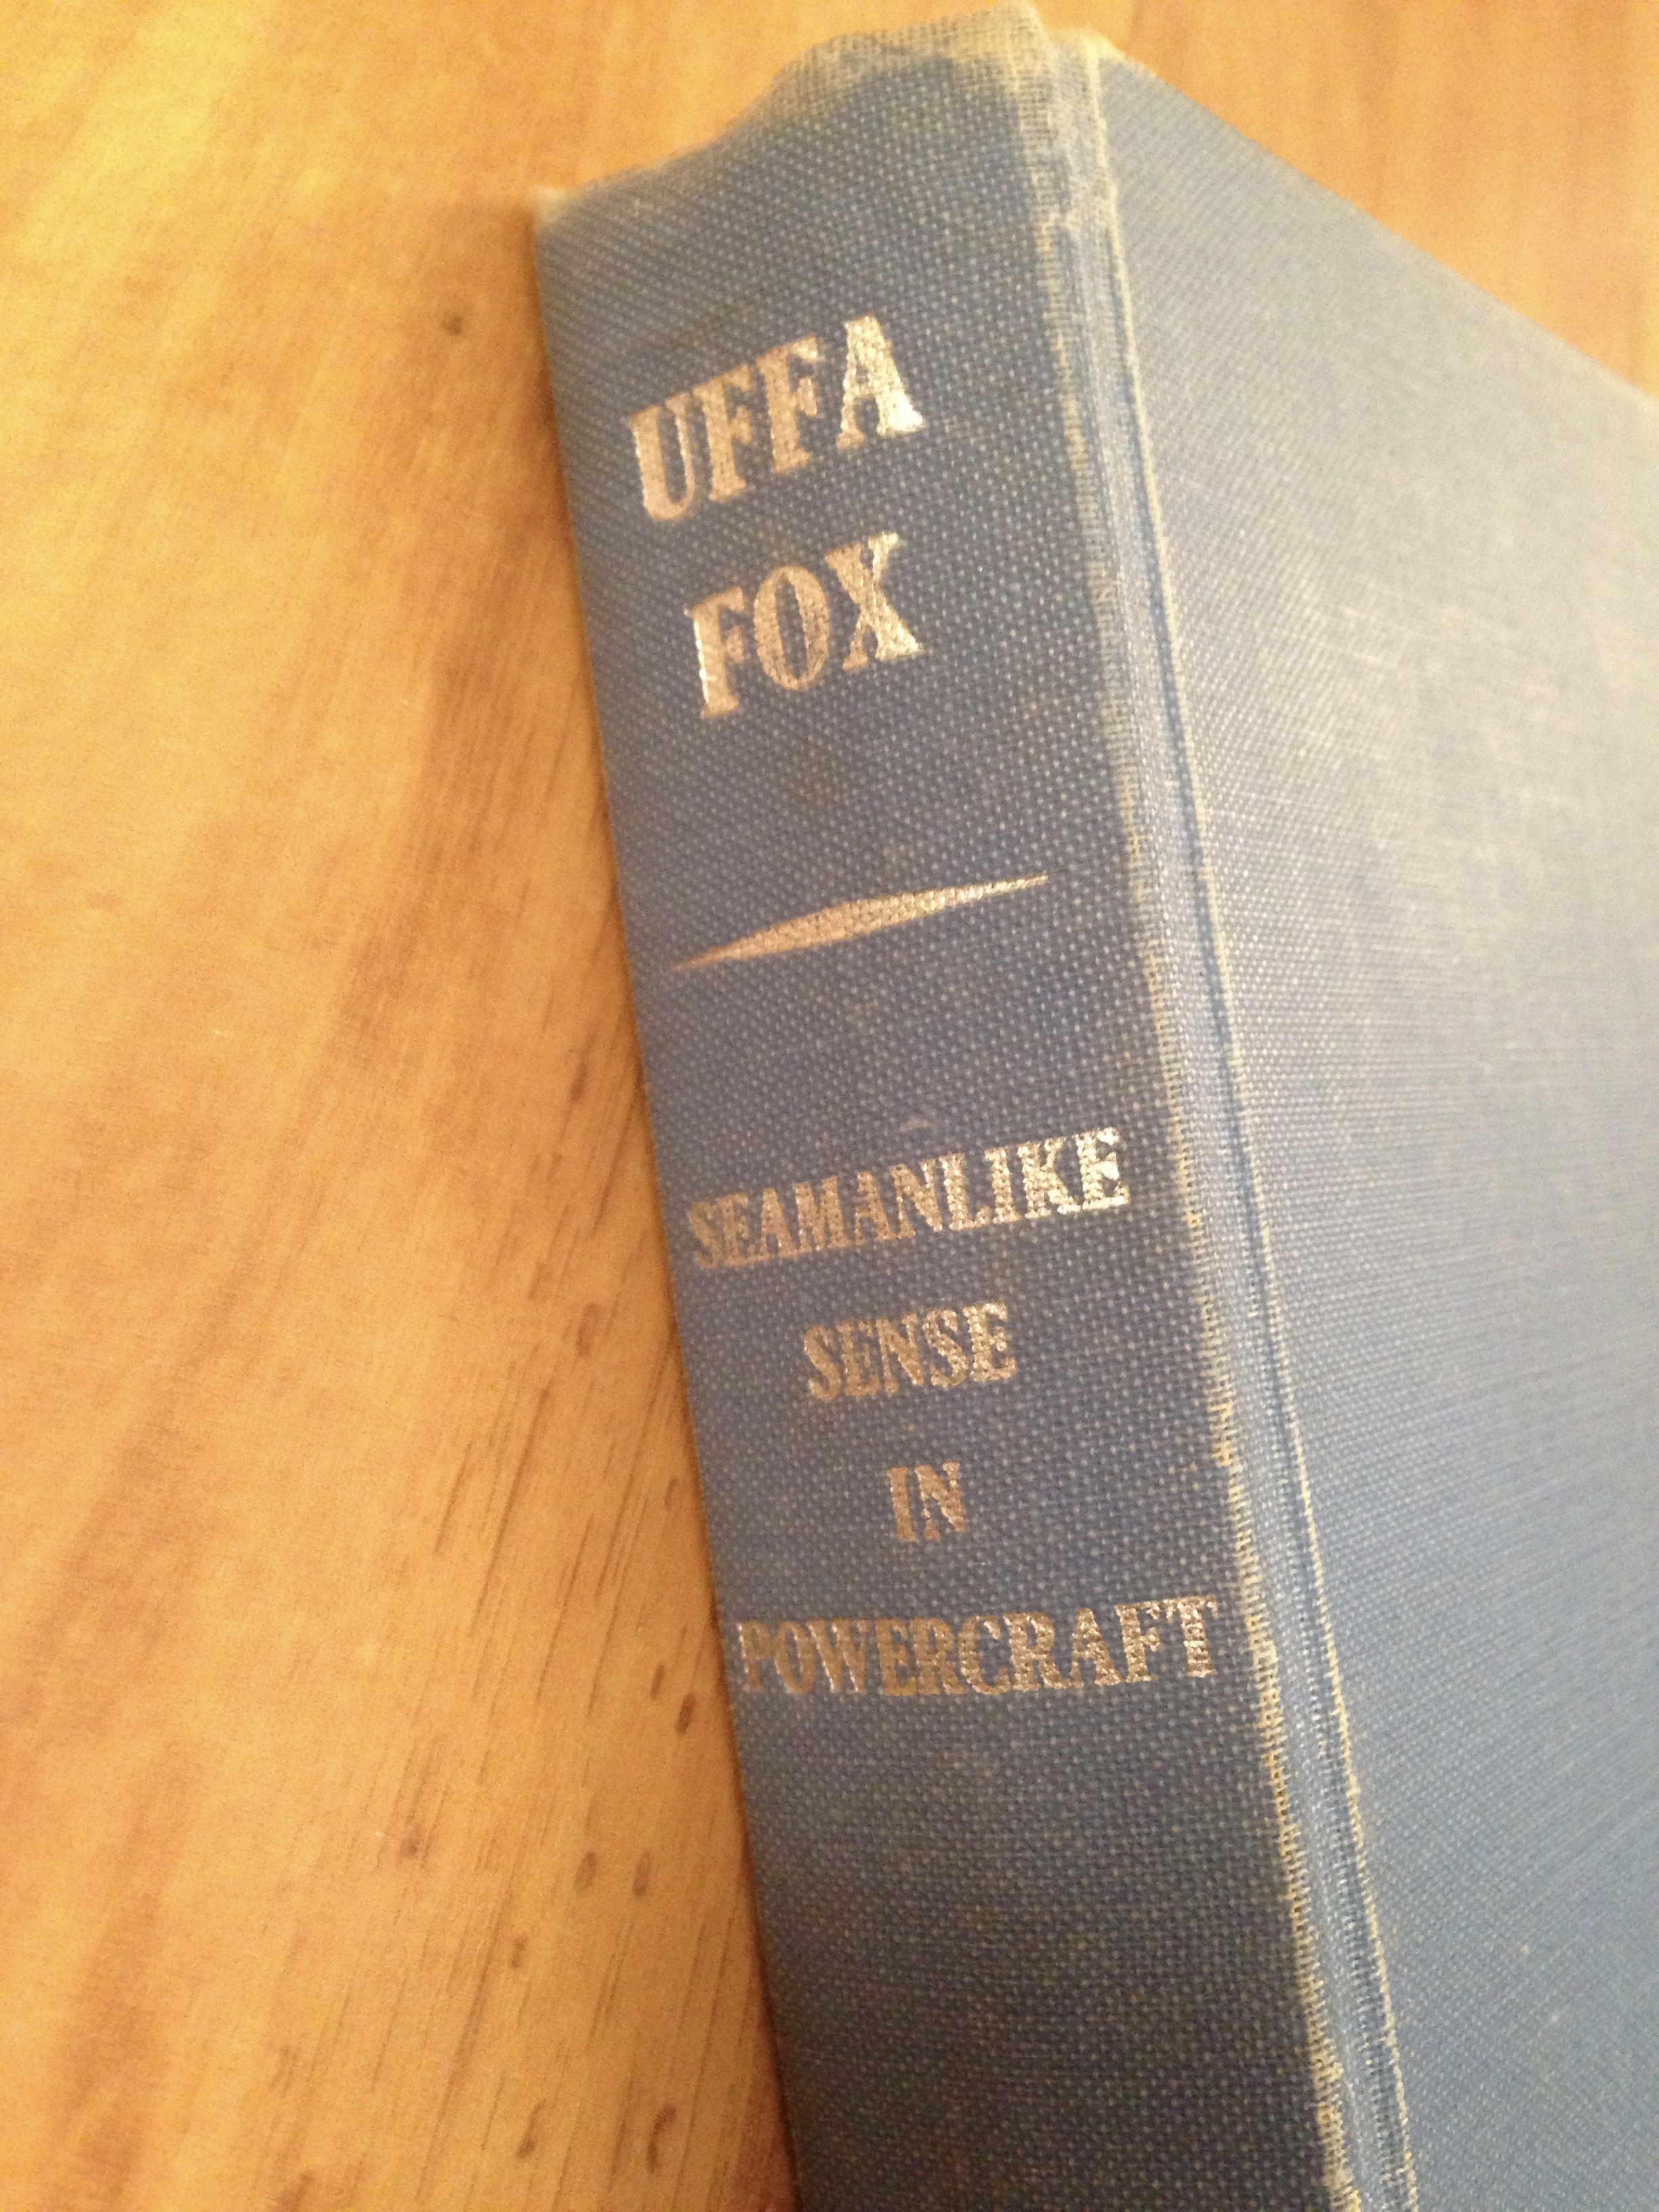 UFFA
FOX
SEAMANLIKE
SENSE
IN
POWERCRAFT